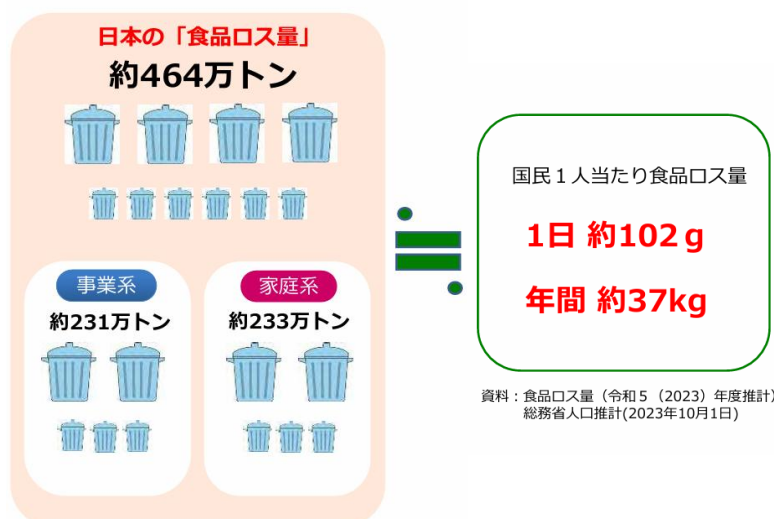 日本の「食品ロス量」
約464万トン
事業系
約231万トン
家庭系
約233万トン
国民１人当たり食品ロス量
1日 約102ｇ
年間 約37kg
資料：食品ロス量（令和５（2023）年度推計）
総務省人口推計(2023年10月1日)